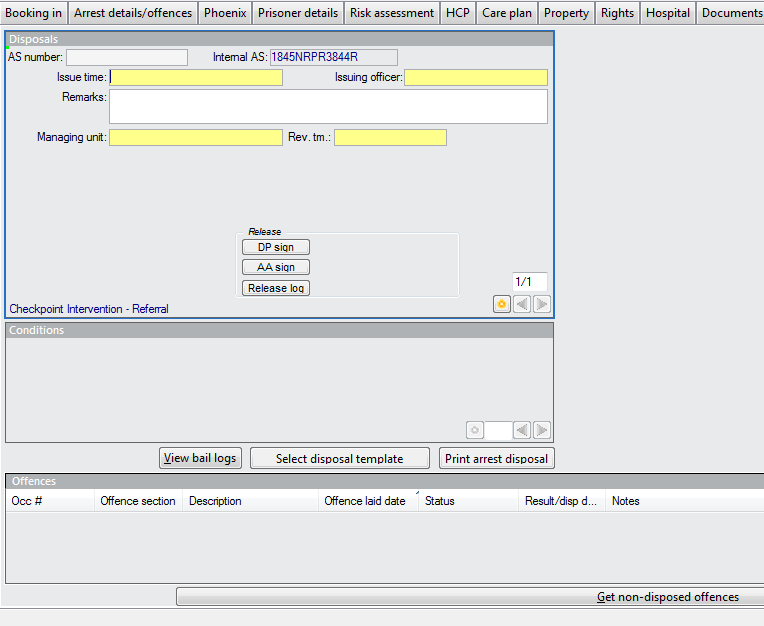 Booking in Arrest details/offences Phoenix Prisoner details Risk assessment HCP Care plan Property Rights Hospital Documents
Disposals
AS number: Internal AS: 1845NRPR3844R
Issue time: Issuing officer:
Remarks:
Managing unit: Rev. tm.:
Release
DP sign
AA sign
Release log
1/1
Checkpoint Intervention - Referral
Conditions
View bail logs Select disposal template Print arrest disposal
Offences
Occ # Offence section Description Offence laid date Status Result/disp d... Notes
Get non-disposed offences